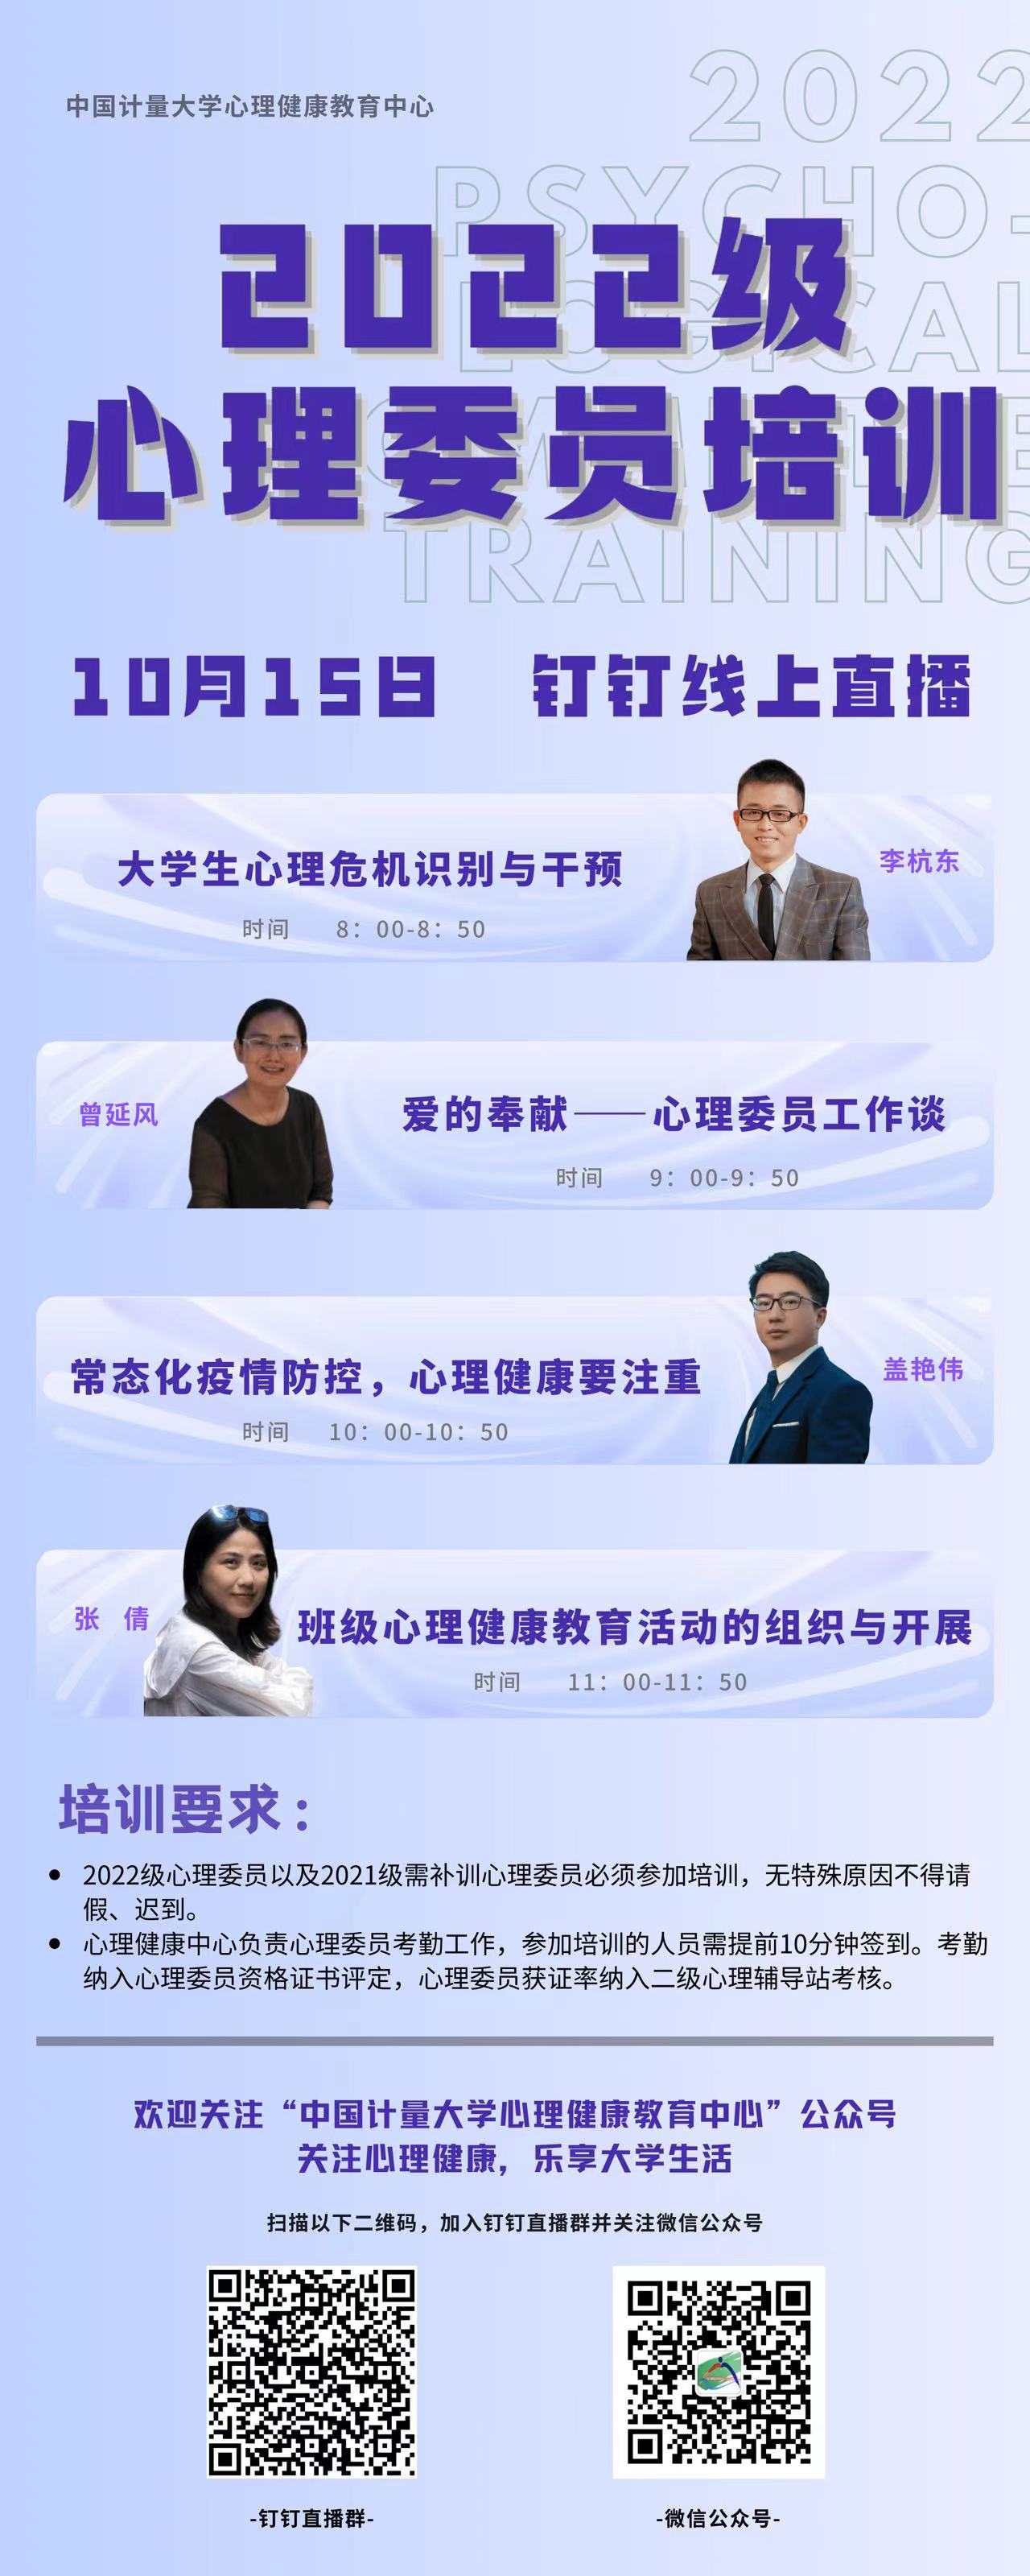 中国计量大学心理健康教育中心
2022
PSYCHO-
LOGICAL
TRAINING
2022级
心理委员培训
10月15日 钉钉线上直播
大学生心理危机识别与干预
时间 8：00-8：50
李杭东
曾延风
爱的奉献——心理委员工作谈
时间 9：00-9：50
常态化疫情防控，心理健康要注重
时间 10：00-10：50
盖艳伟
张 倩
班级心理健康教育活动的组织与开展
时间 11：00-11：50
培训要求：
● 2022级心理委员以及2021级需补训心理委员必须参加培训，无特殊原因不得请
假、迟到。
● 心理健康中心负责心理委员考勤工作，参加培训的人员需提前10分钟签到。考勤
纳入心理委员资格证书评定，心理委员获证率纳入二级心理辅导站考核。
欢迎关注“中国计量大学心理健康教育中心”公众号
关注心理健康，乐享大学生活
扫描以下二维码，加入钉钉直播群并关注微信公众号
-钉钉直播群-
-微信公众号-